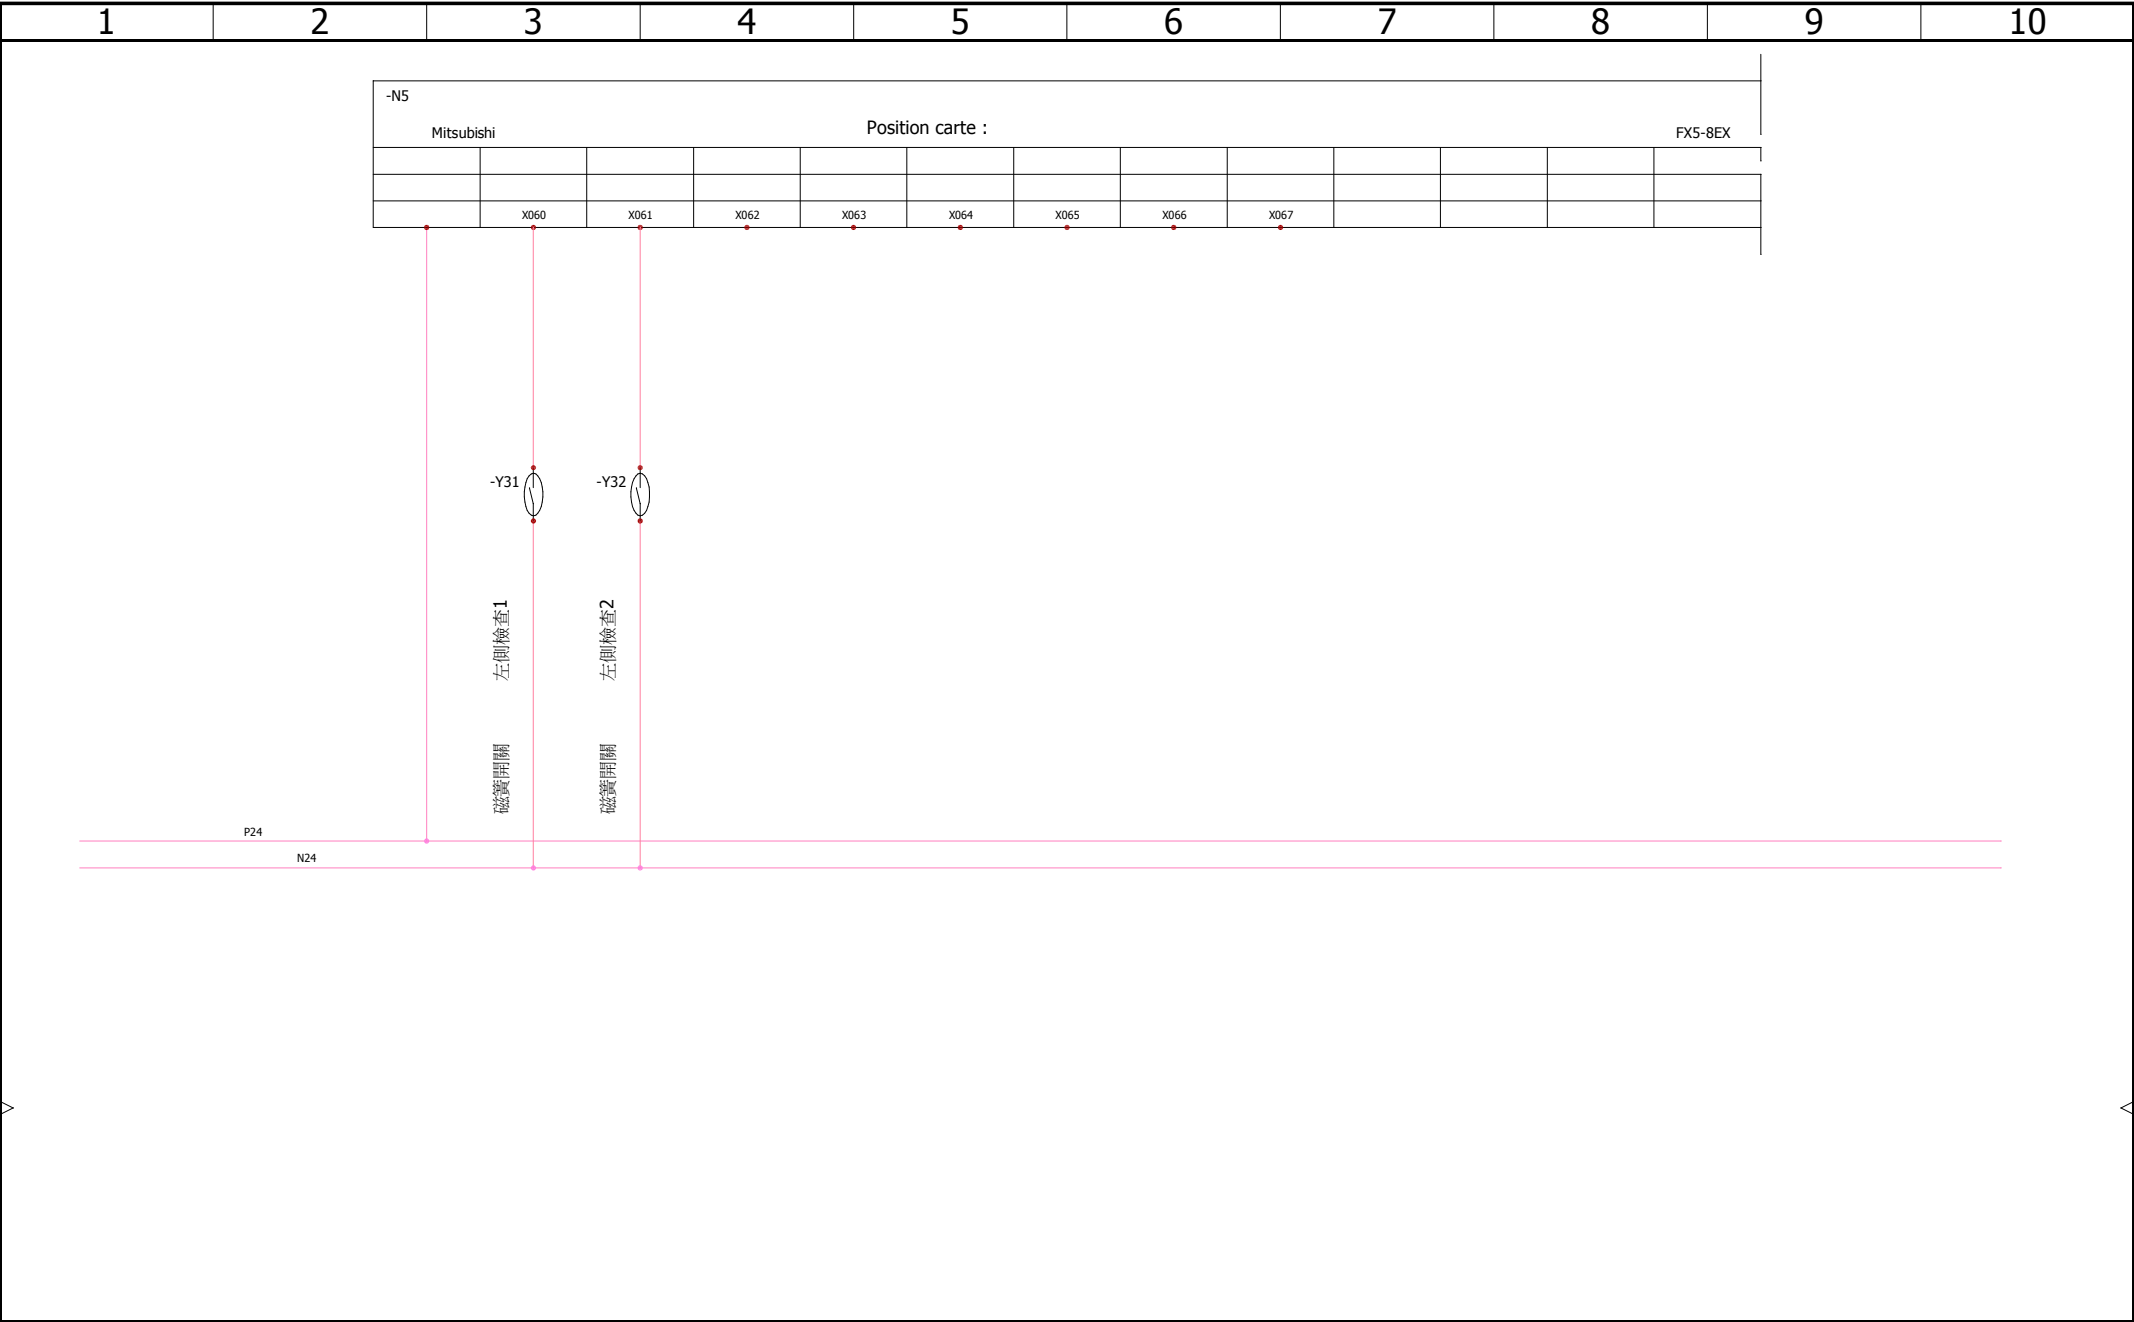 1 2 3 4 5 6 7 8 9 10
-N5
Mitsubishi Position carte : FX5-8EX
X060 X061 X062 X063 X064 X065 X066 X067
-Y31 -Y32
磁簧開關 左側檢查1
磁簧開關 左側檢查2
P24
N24